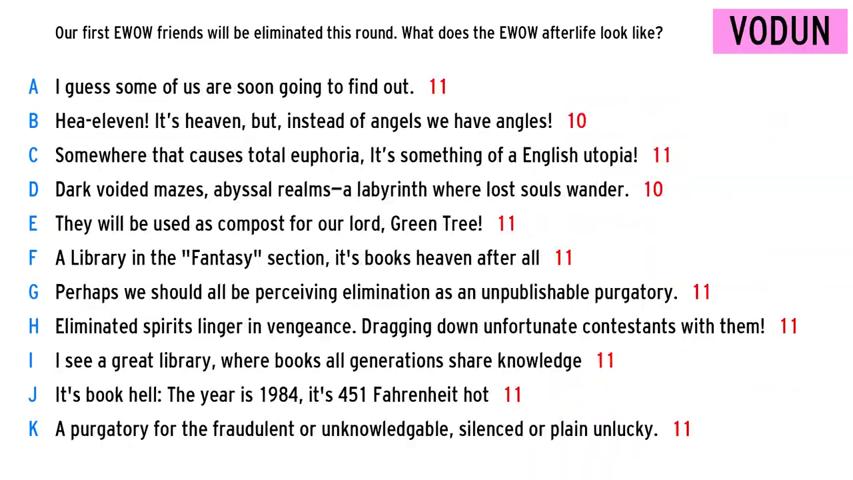 Our first EWOW friends will be eliminated this round. What does the EWOW afterlife look like?
VODUN
A I guess some of us are soon going to find out. 11
B Hea-eleven! It's heaven, but, instead of angels we have angles! 10
C Somewhere that causes total euphoria, It's something of a English utopia! 11
D Dark voided mazes, abyssal realms—a labyrinth where lost souls wander. 10
E They will be used as compost for our lord, Green Tree! 11
F A Library in the "Fantasy" section, it's books heaven after all 11
G Perhaps we should all be perceiving elimination as an unpublishable purgatory. 11
H Eliminated spirits linger in vengeance. Dragging down unfortunate contestants with them! 11
I I see a great library, where books all generations share knowledge 11
J It's book hell: The year is 1984, it's 451 Fahrenheit hot 11
K A purgatory for the fraudulent or unknowledgable, silenced or plain unlucky. 11